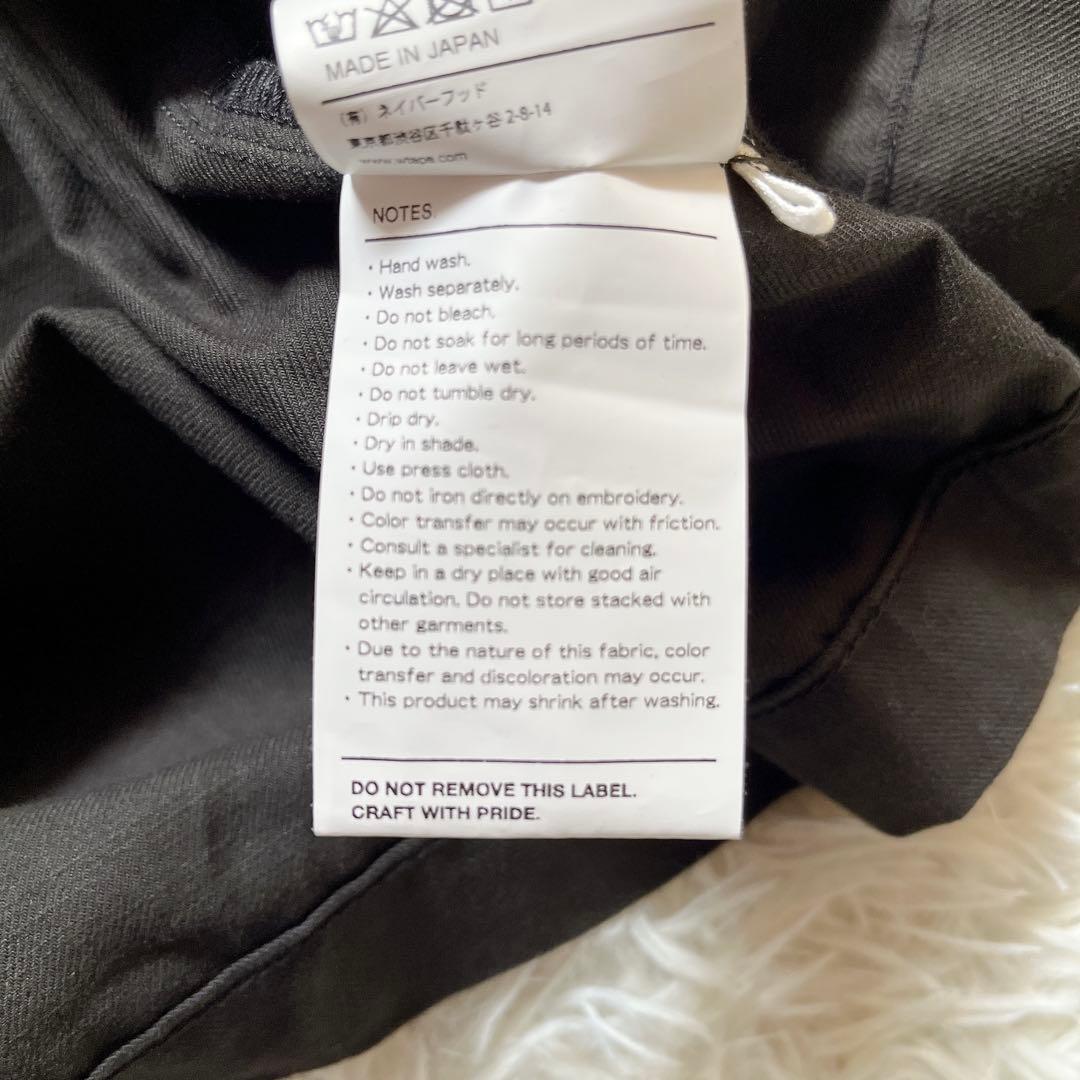 MADE IN JAPAN
(有) ネイバーフッド
東京都渋谷区千駄ヶ谷2-8-14
www.wtaps.com
NOTES
・Hand wash.
・Wash separately.
・Do not bleach.
・Do not soak for long periods of time.
・Do not leave wet.
・Do not tumble dry.
・Drip dry.
・Dry in shade.
・Use press cloth.
・Do not iron directly on embroidery.
・Color transfer may occur with friction.
・Consult a specialist for cleaning.
・Keep in a dry place with good air
circulation. Do not store stacked with
other garments.
・Due to the nature of this fabric, color
transfer and discoloration may occur.
・This product may shrink after washing.
DO NOT REMOVE THIS LABEL.
CRAFT WITH PRIDE.